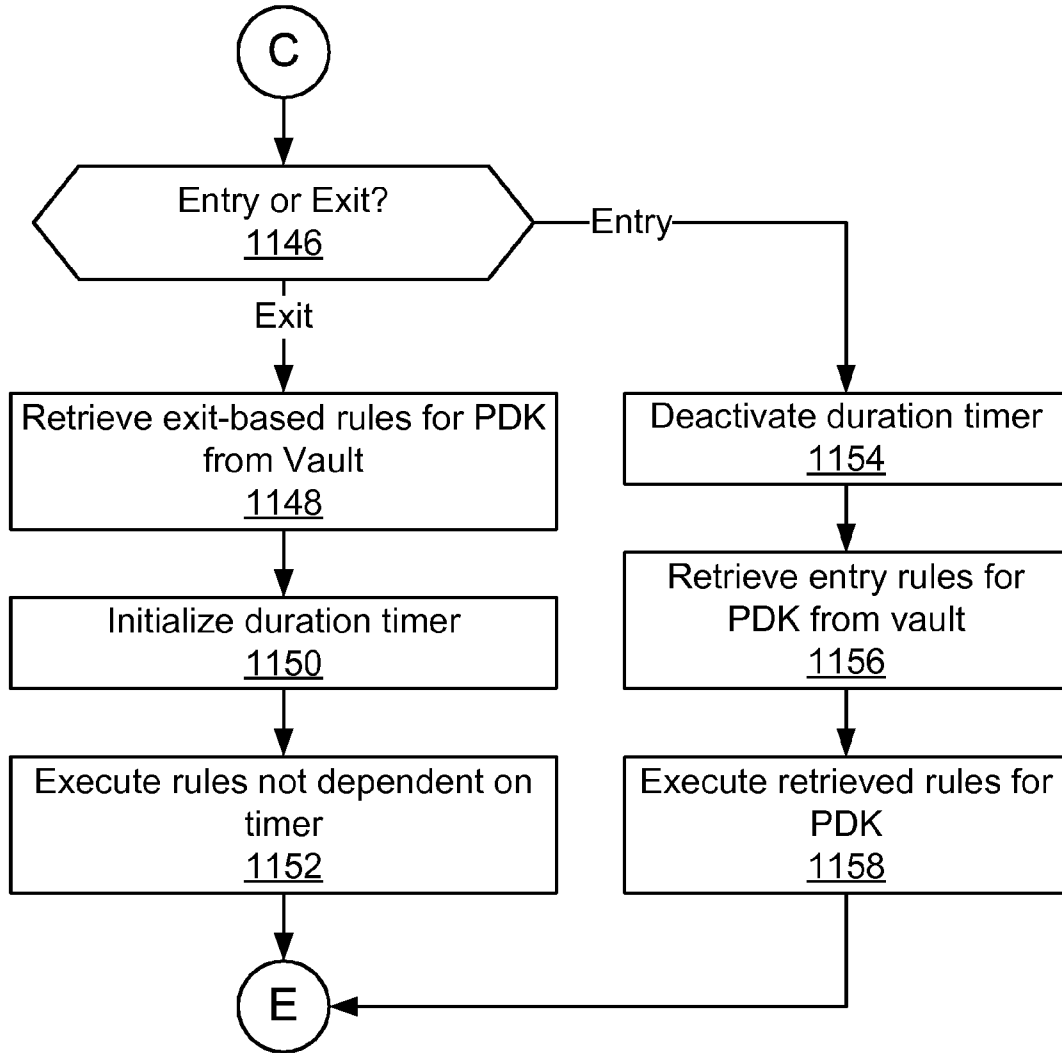 C
Entry or Exit?
1146
Entry
Exit
Retrieve exit-based rules for PDK
from Vault
1148
Initialize duration timer
1150
Execute rules not dependent on
timer
1152
Deactivate duration timer
1154
Retrieve entry rules for
PDK from vault
1156
Execute retrieved rules for
PDK
1158
E